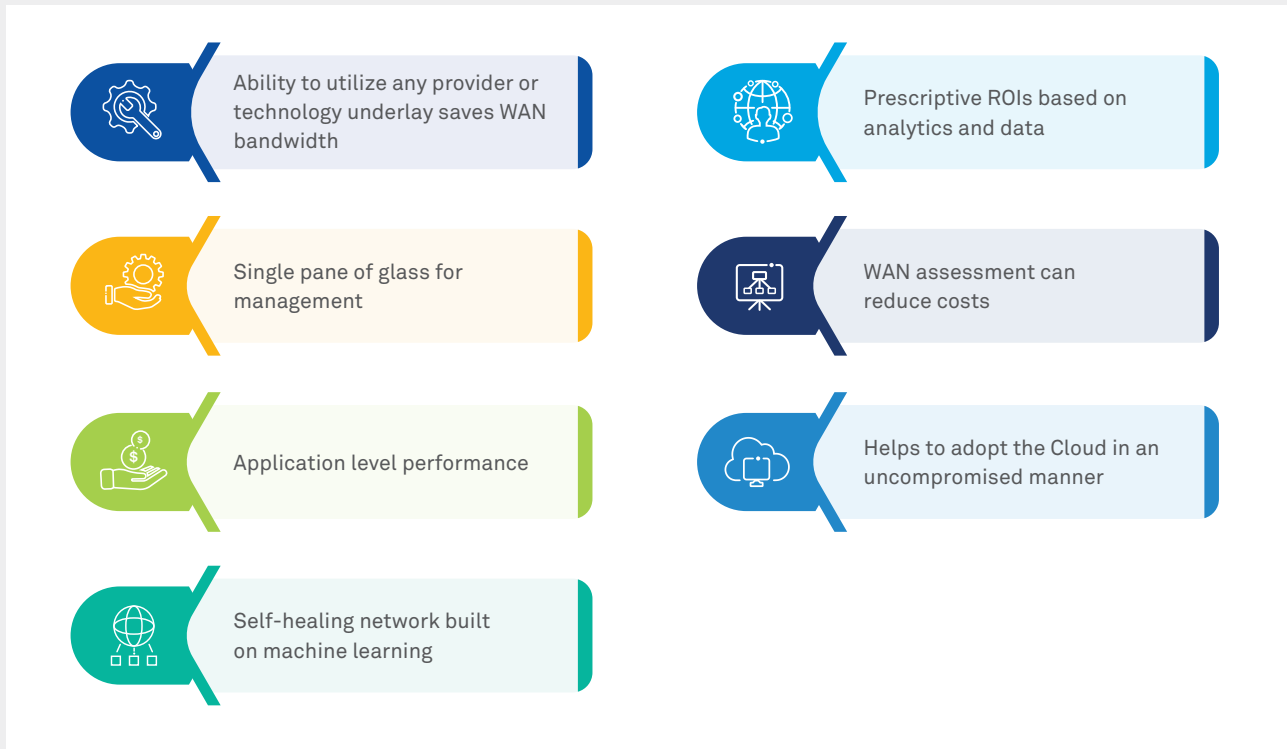 Ability to utilize any provider or
technology underlay saves WAN
bandwidth
Single pane of glass for
management
$
$
Application level performance
Self-healing network built
on machine learning
Prescriptive ROIs based on
analytics and data
WAN assessment can
reduce costs
Helps to adopt the Cloud in an
uncompromised manner